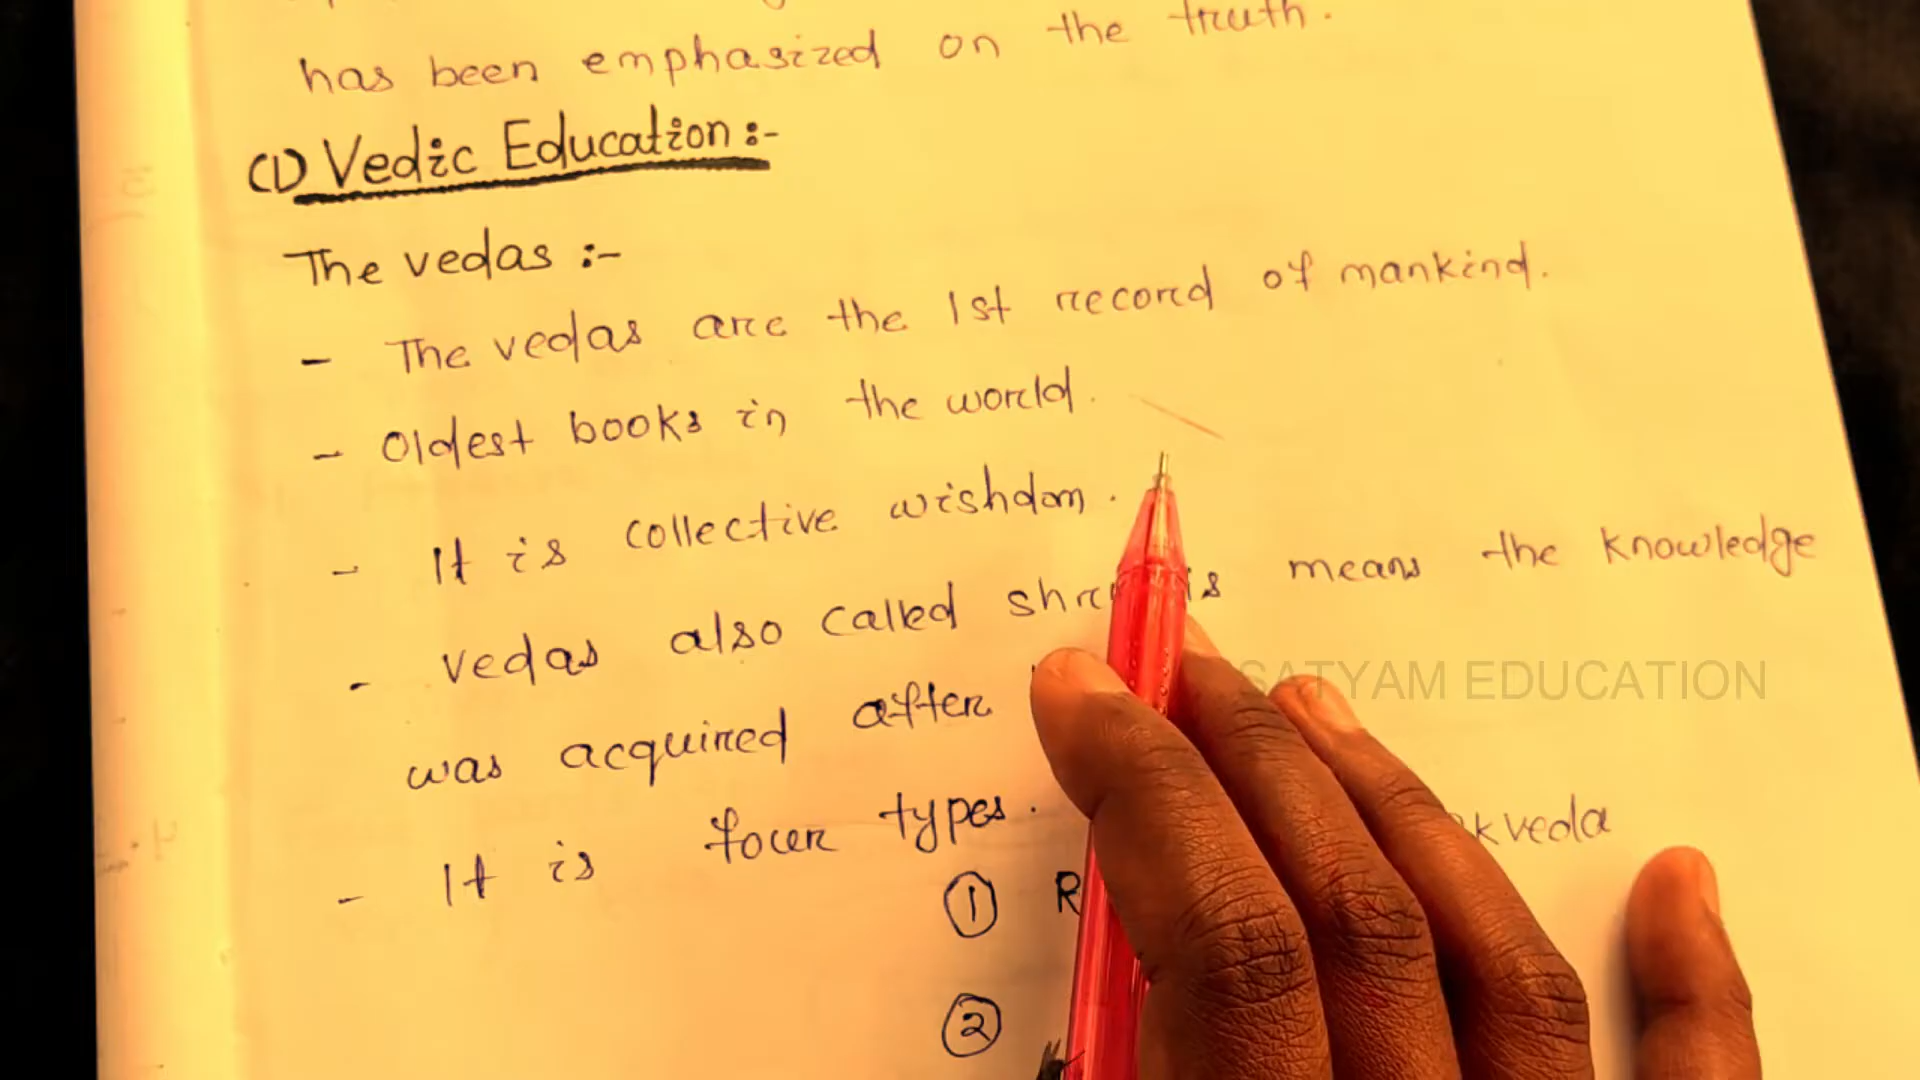 has been emphasized on the truth.
(1) Vedic Education :-
The vedas :-
- The vedas are the 1st record of mankind.
- Oldest books in the world.
- It is collective wishdom.
- vedas also called means the knowledge
was acquired after
- It is four types.
① R
kveda
②
SATYAM EDUCATION